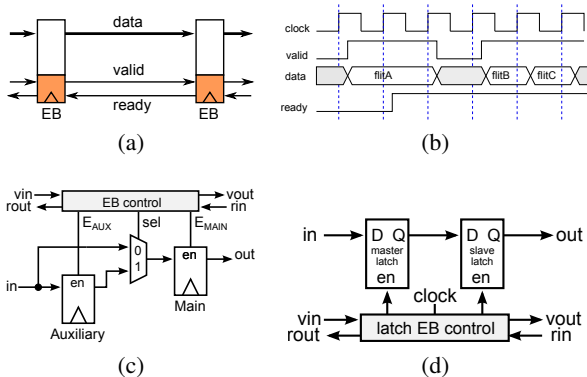 data
valid
ready
EB
EB
(a)
clock
valid
data
flitA
flitB
flitC
ready
(b)
vin
rout
EB control
vout
rin
E_AUX
sel
E_MAIN
in
en
0
1
en
out
Auxiliary
Main
(c)
in
D Q
master
latch
en
D Q
slave
latch
en
out
clock
vin
rout
latch EB control
vout
rin
(d)